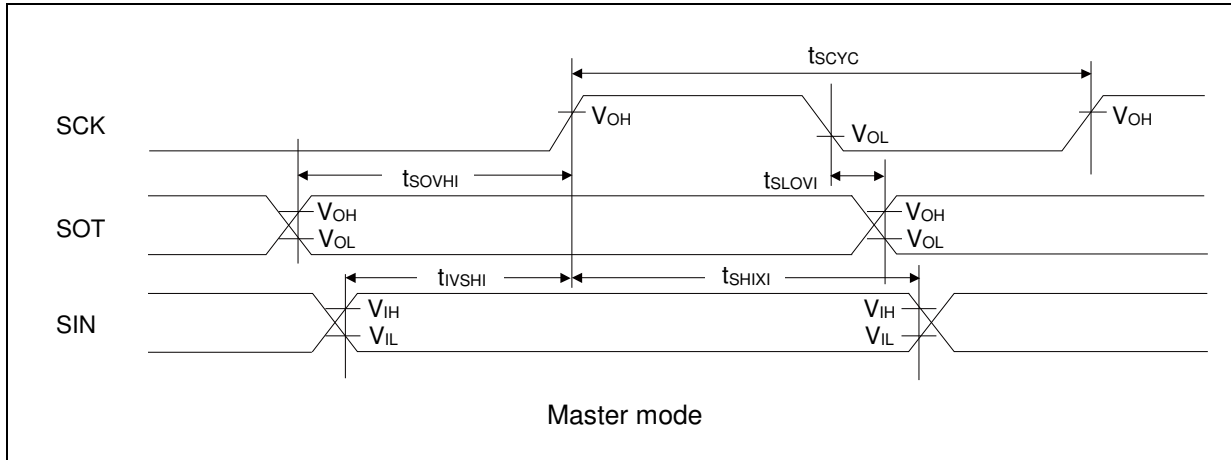 tSCYC
SCK
VOH
VOL
VOH
tSOVHI
tSLOVI
SOT
VOH
VOL
VOH
VOL
tIVSHI
tSHIXI
SIN
VIH
VIL
VIH
VIL
Master mode